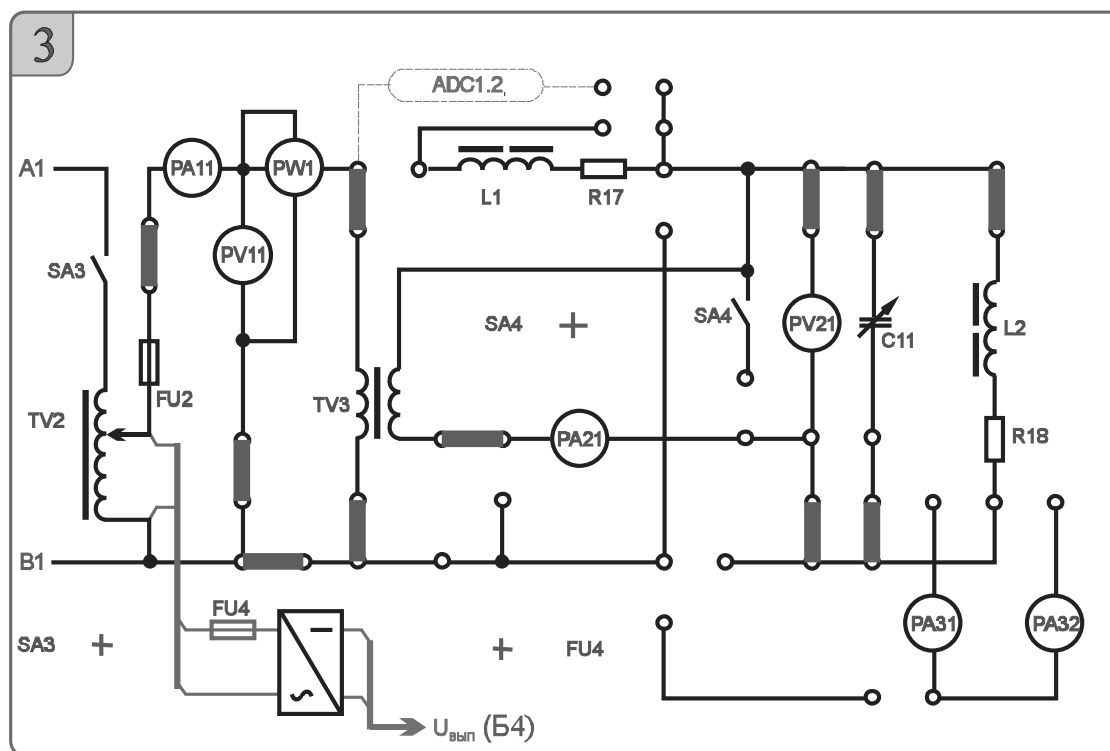 3
ADC1.2,
A1
PA11
PW1
L1
R17
PV11
SA3
SA4
SA4
PV21
C11
L2
FU2
TV2
TV3
PA21
R18
B1
FU4
PA31
PA32
SA3
FU4
Uвып (Б4)